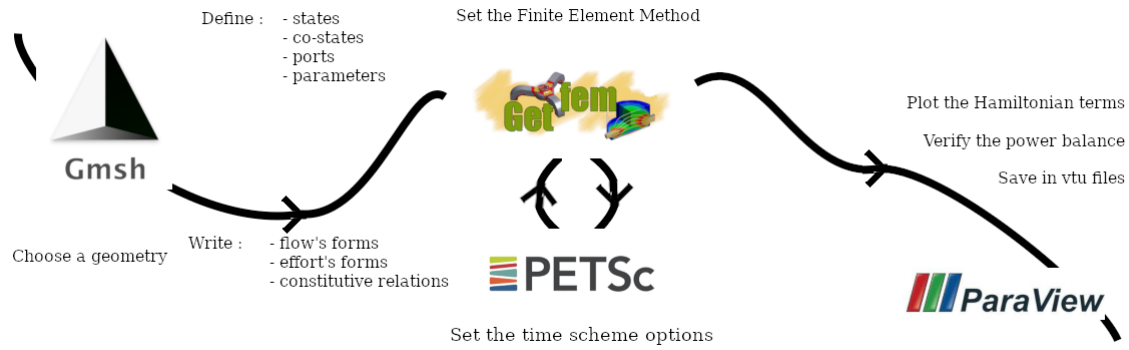 Define :
- states
- co-states
- ports
- parameters
Set the Finite Element Method
Gmsh
Get fem
Plot the Hamiltonian terms
Verify the power balance
Save in vtu files
Choose a geometry
Write :
- flow's forms
- effort's forms
- constitutive relations
PETSc
ParaView
Set the time scheme options